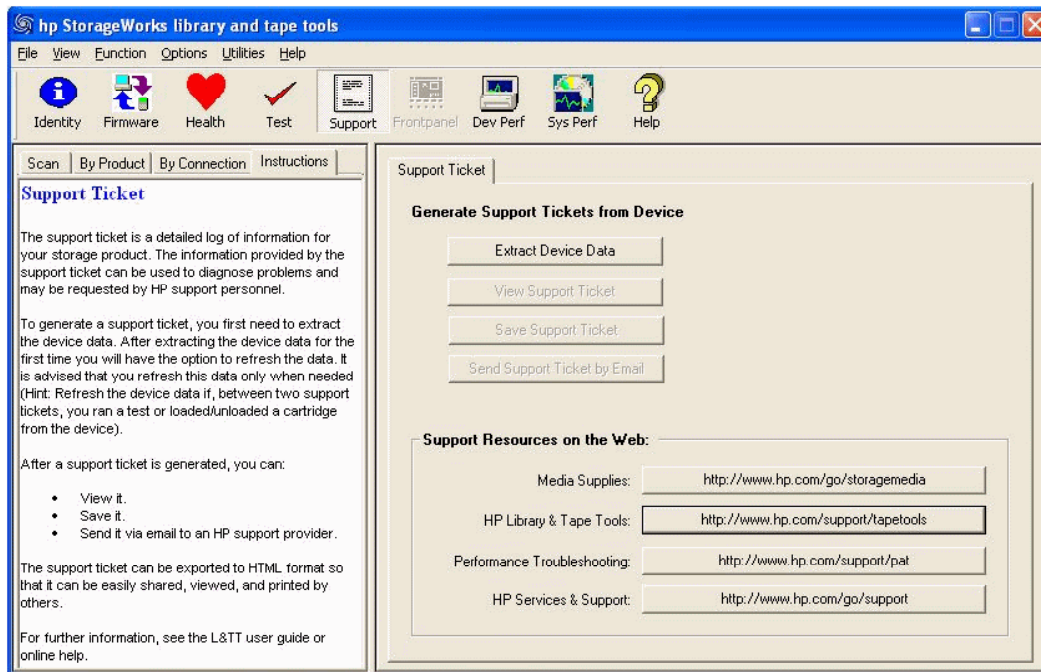 hp StorageWorks library and tape tools
File View Function Options Utilities Help
Identity Firmware Health Test Support Frontpanel Dev Perf Sys Perf Help
Scan By Product By Connection Instructions
Support Ticket
The support ticket is a detailed log of information for
your storage product. The information provided by the
support ticket can be used to diagnose problems and
may be requested by HP support personnel.
To generate a support ticket, you first need to extract
the device data. After extracting the device data for the
first time you will have the option to refresh the data. It
is advised that you refresh this data only when needed
(Hint: Refresh the device data if, between two support
tickets, you ran a test or loaded/unloaded a cartridge
from the device).
After a support ticket is generated, you can:
• View it.
• Save it.
• Send it via email to an HP support provider.
The support ticket can be exported to HTML format so
that it can be easily shared, viewed, and printed by
others.
For further information, see the L&TT user guide or
online help.
Support Ticket
Generate Support Tickets from Device
Extract Device Data
View Support Ticket
Save Support Ticket
Send Support Ticket by Email
Support Resources on the Web:
Media Supplies: http://www.hp.com/go/storagemedia
HP Library & Tape Tools: http://www.hp.com/support/tapetools
Performance Troubleshooting: http://www.hp.com/support/pat
HP Services & Support: http://www.hp.com/go/support